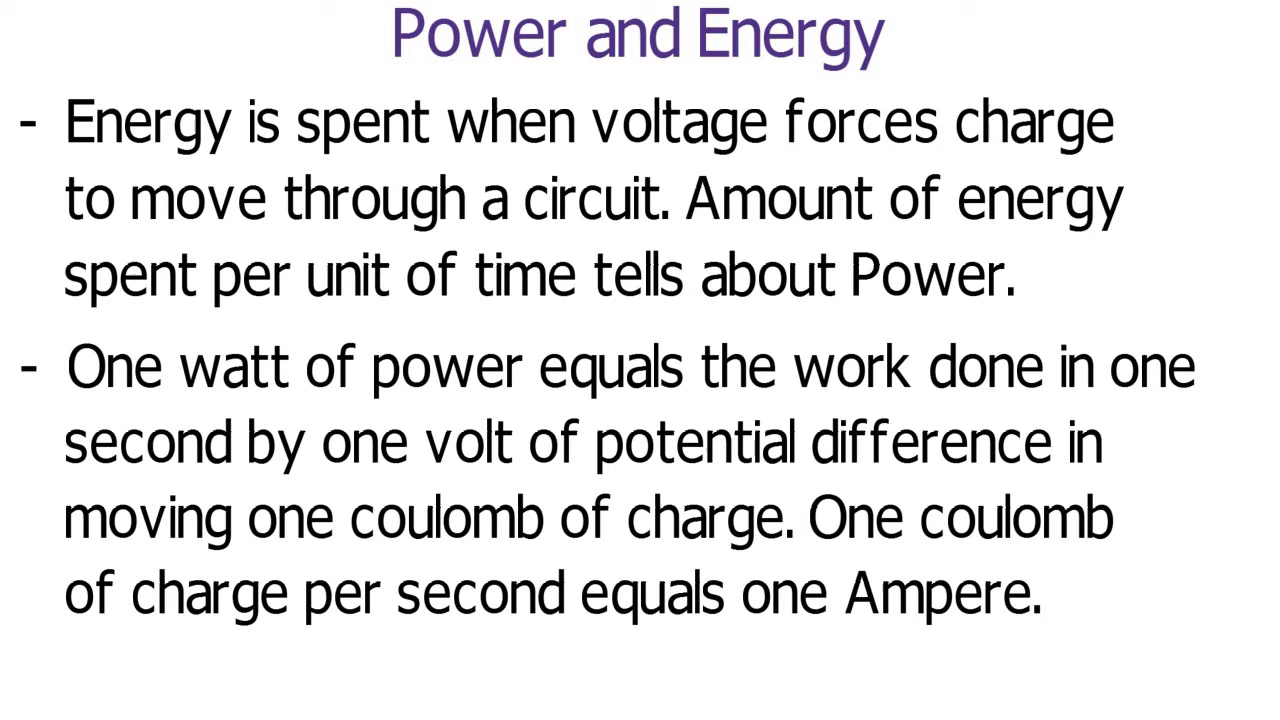 Power and Energy
- Energy is spent when voltage forces charge
to move through a circuit. Amount of energy
spent per unit of time tells about Power.
- One watt of power equals the work done in one
second by one volt of potential difference in
moving one coulomb of charge. One coulomb
of charge per second equals one Ampere.